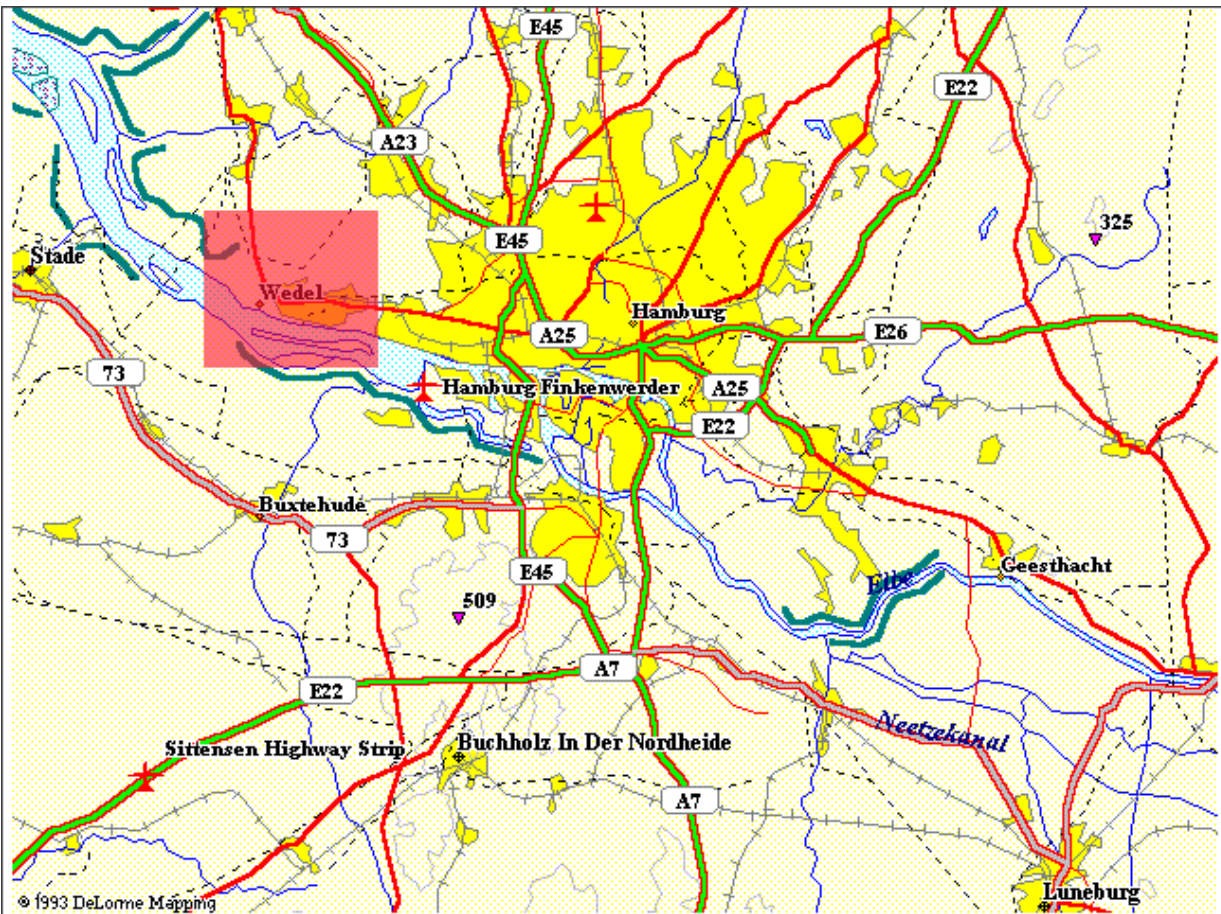 E45
E22
A23
325
E45
Stade
Wedel
Hamburg
A25
E26
73
Hamburg Finkenwerder
A25
E22
Buxtehude
73
E45
Geesthacht
Elbe
509
A7
E22
Neetzekanal
Sittensen Highway Strip
Buchholz In Der Nordheide
A7
Luneburg
© 1993 DeLorme Mapping